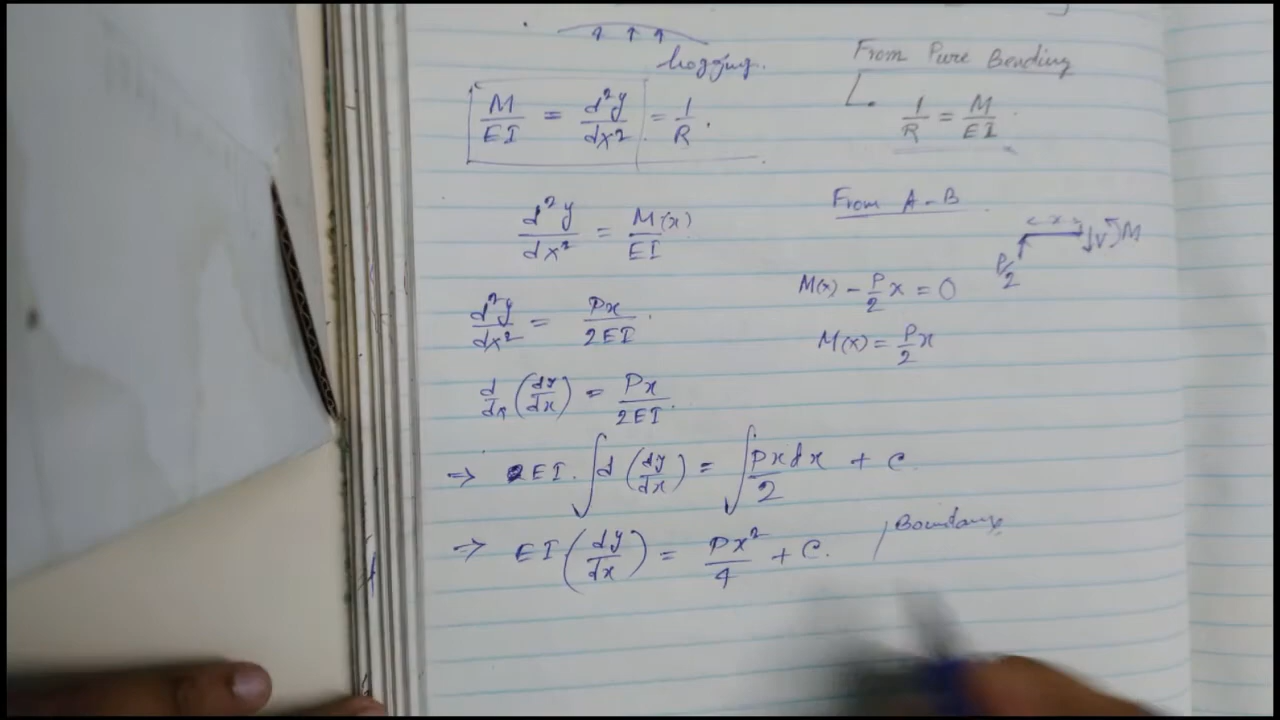 hogging.
From Pure Bending
M/EI = d²y/dx² = 1/R.
1/R = M/EI
d²y/dx² = M(x)/EI
From A-B
P/2 x V M
M(x) - P/2 x = 0
d²y/dx² = Px/2EI.
M(x) = P/2 x
d/dx (dy/dx) = Px/2EI.
⇒ EI. ∫ d (dy/dx) = ∫ Px dx/2 + C
⇒ EI (dy/dx) = Px²/4 + C.
Boundary